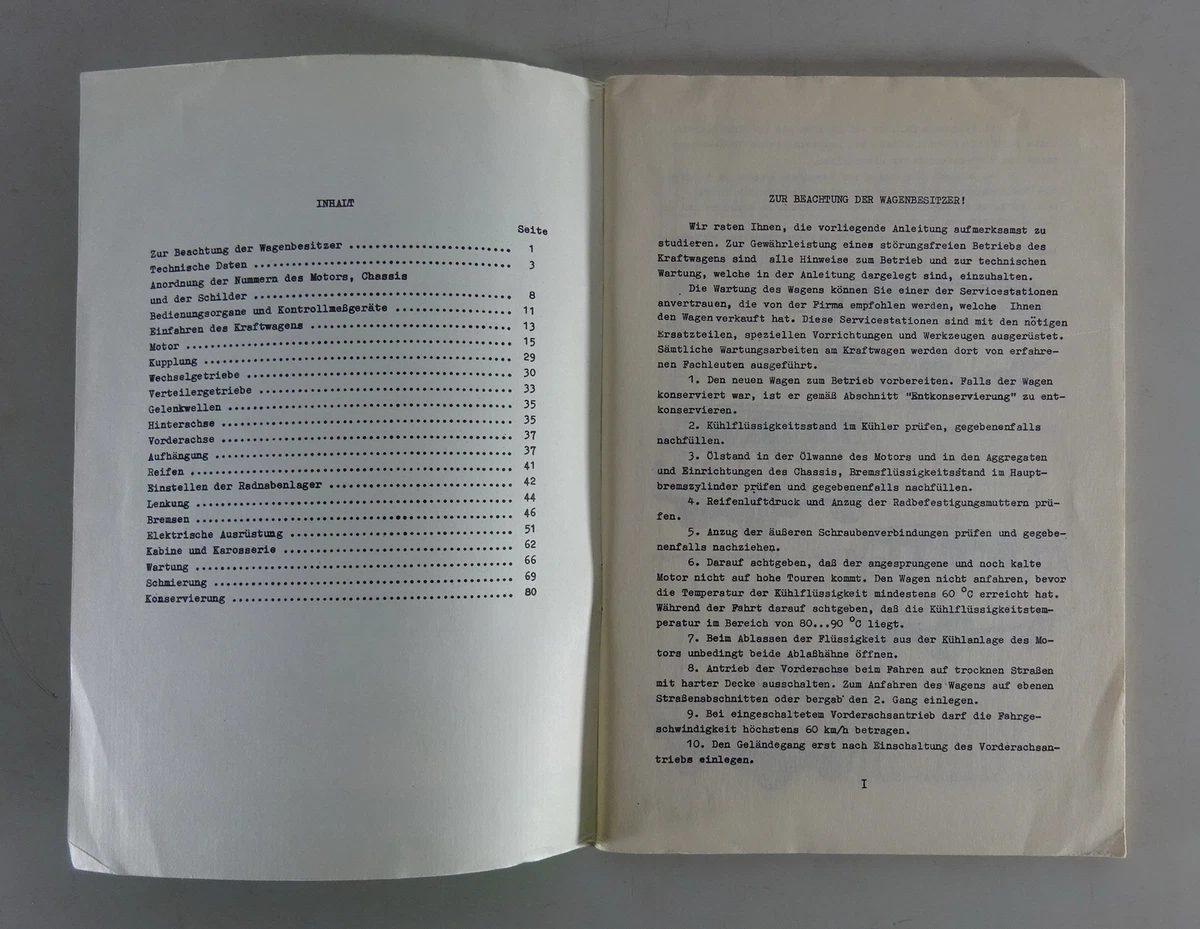 INHALT
Seite
Zur Beachtung der Wagenbesitzer ........................... 1
Technische Daten .......................................... 3
Anordnung der Nummern des Motors, Chassis
und der Schilder .......................................... 8
Bedienungsorgane und Kontrollmeßgeräte .................... 11
Einfahren des Kraftwagens ................................. 13
Motor ..................................................... 15
Kupplung .................................................. 29
Wechselgetriebe ........................................... 30
Verteilergetriebe ......................................... 33
Gelenkwellen .............................................. 35
Hinterachse ............................................... 35
Vorderachse ............................................... 37
Aufhängung ................................................ 37
Reifen .................................................... 41
Einstellen der Radnabenlager .............................. 42
Lenkung ................................................... 44
Bremsen ................................................... 46
Elektrische Ausrüstung .................................... 51
Kabine und Karosserie ..................................... 62
Wartung ................................................... 66
Schmierung ................................................ 69
Konservierung ............................................. 80
ZUR BEACHTUNG DER WAGENBESITZER!
Wir raten Ihnen, die vorliegende Anleitung aufmerksamst zu
studieren. Zur Gewährleistung eines störungsfreien Betriebs des
Kraftwagens sind alle Hinweise zum Betrieb und zur technischen
Wartung, welche in der Anleitung dargelegt sind, einzuhalten.
Die Wartung des Wagens können Sie einer der Servicestationen
anvertrauen, die von der Firma empfohlen werden, welche Ihnen
den Wagen verkauft hat. Diese Servicestationen sind mit den nötigen
Ersatzteilen, speziellen Vorrichtungen und Werkzeugen ausgerüstet.
Sämtliche Wartungsarbeiten am Kraftwagen werden dort von erfahre-
nen Fachleuten ausgeführt.
1. Den neuen Wagen zum Betrieb vorbereiten. Falls der Wagen
konserviert war, ist er gemäß Abschnitt "Entkonservierung" zu ent-
konservieren.
2. Kühlflüssigkeitsstand im Kühler prüfen, gegebenenfalls
nachfüllen.
3. Ölstand in der Ölwanne des Motors und in den Aggregaten
und Einrichtungen des Chassis, Bremsflüssigkeitsstand im Haupt-
bremszylinder prüfen und gegebenenfalls nachfüllen.
4. Reifenluftdruck und Anzug der Radbefestigungsmuttern prü-
fen.
5. Anzug der äußeren Schraubenverbindungen prüfen und gegebe-
nenfalls nachziehen.
6. Darauf achtgeben, daß der angesprungene und noch kalte
Motor nicht auf hohe Touren kommt. Den Wagen nicht anfahren, bevor
die Temperatur der Kühlflüssigkeit mindestens 60 °C erreicht hat.
Während der Fahrt darauf achtgeben, daß die Kühlflüssigkeitstem-
peratur im Bereich von 80...90 °C liegt.
7. Beim Ablassen der Flüssigkeit aus der Kühlanlage des Mo-
tors unbedingt beide Ablaßhähne öffnen.
8. Antrieb der Vorderachse beim Fahren auf trocknen Straßen
mit harter Decke ausschalten. Zum Anfahren des Wagens auf ebenen
Straßenabschnitten oder bergab den 2. Gang einlegen.
9. Bei eingeschaltetem Vorderachsantrieb darf die Fahrge-
schwindigkeit höchstens 60 km/h betragen.
10. Den Geländegang erst nach Einschaltung des Vorderachsan-
triebs einlegen.
I